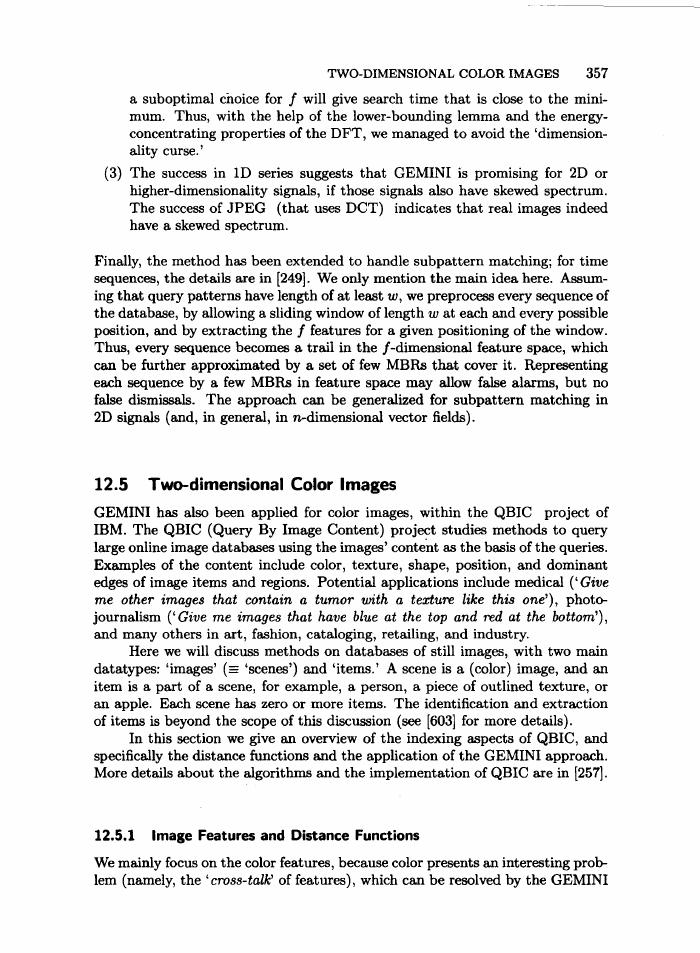 TWO-DIMENSIONAL COLOR IMAGES 357
a suboptimal choice for f will give search time that is close to the mini-
mum. Thus, with the help of the lower-bounding lemma and the energy-
concentrating properties of the DFT, we managed to avoid the 'dimension-
ality curse.'
(3) The success in 1D series suggests that GEMINI is promising for 2D or
higher-dimensionality signals, if those signals also have skewed spectrum.
The success of JPEG (that uses DCT) indicates that real images indeed
have a skewed spectrum.
Finally, the method has been extended to handle subpattern matching; for time
sequences, the details are in [249]. We only mention the main idea here. Assum-
ing that query patterns have length of at least w, we preprocess every sequence of
the database, by allowing a sliding window of length w at each and every possible
position, and by extracting the f features for a given positioning of the window.
Thus, every sequence becomes a trail in the f-dimensional feature space, which
can be further approximated by a set of few MBRs that cover it. Representing
each sequence by a few MBRs in feature space may allow false alarms, but no
false dismissals. The approach can be generalized for subpattern matching in
2D signals (and, in general, in n-dimensional vector fields).
12.5 Two-dimensional Color Images
GEMINI has also been applied for color images, within the QBIC project of
IBM. The QBIC (Query By Image Content) project studies methods to query
large online image databases using the images' content as the basis of the queries.
Examples of the content include color, texture, shape, position, and dominant
edges of image items and regions. Potential applications include medical ('Give
me other images that contain a tumor with a texture like this one'), photo-
journalism ('Give me images that have blue at the top and red at the bottom'),
and many others in art, fashion, cataloging, retailing, and industry.
Here we will discuss methods on databases of still images, with two main
datatypes: 'images' (≡ 'scenes') and 'items.' A scene is a (color) image, and an
item is a part of a scene, for example, a person, a piece of outlined texture, or
an apple. Each scene has zero or more items. The identification and extraction
of items is beyond the scope of this discussion (see [603] for more details).
In this section we give an overview of the indexing aspects of QBIC, and
specifically the distance functions and the application of the GEMINI approach.
More details about the algorithms and the implementation of QBIC are in [257].
12.5.1 Image Features and Distance Functions
We mainly focus on the color features, because color presents an interesting prob-
lem (namely, the 'cross-talk' of features), which can be resolved by the GEMINI